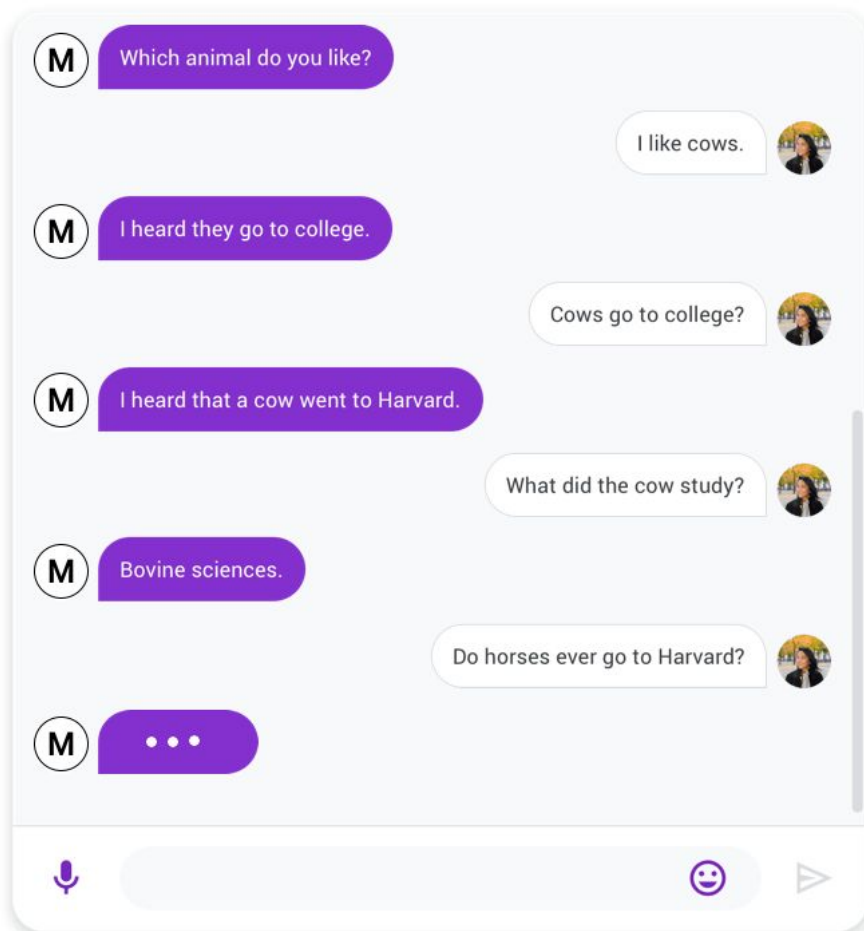 M Which animal do you like?
I like cows.
M I heard they go to college.
Cows go to college?
M I heard that a cow went to Harvard.
What did the cow study?
M Bovine sciences.
Do horses ever go to Harvard?
M